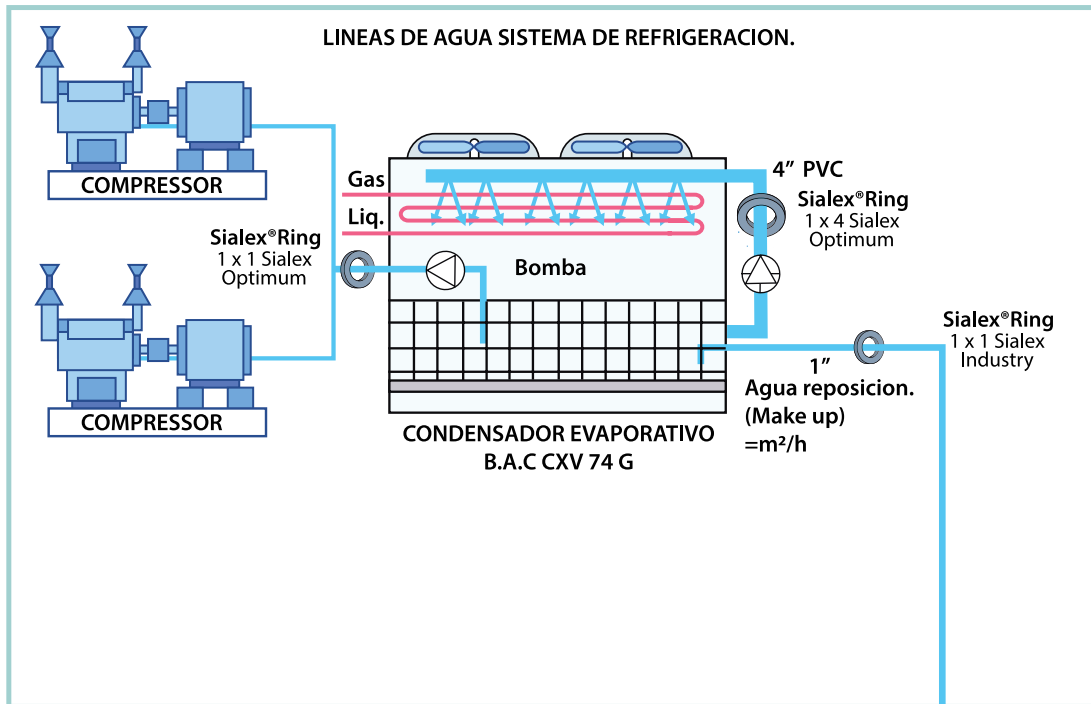 LINEAS DE AGUA SISTEMA DE REFRIGERACION.
COMPRESSOR
Gas
Liq.
4” PVC
Sialex®Ring
1 x 4 Sialex
Optimum
Sialex®Ring
1 x 1 Sialex
Optimum
Bomba
Sialex®Ring
1 x 1 Sialex
Industry
1”
Agua reposicion.
(Make up)
=m²/h
COMPRESSOR
CONDENSADOR EVAPORATIVO
B.A.C CXV 74 G